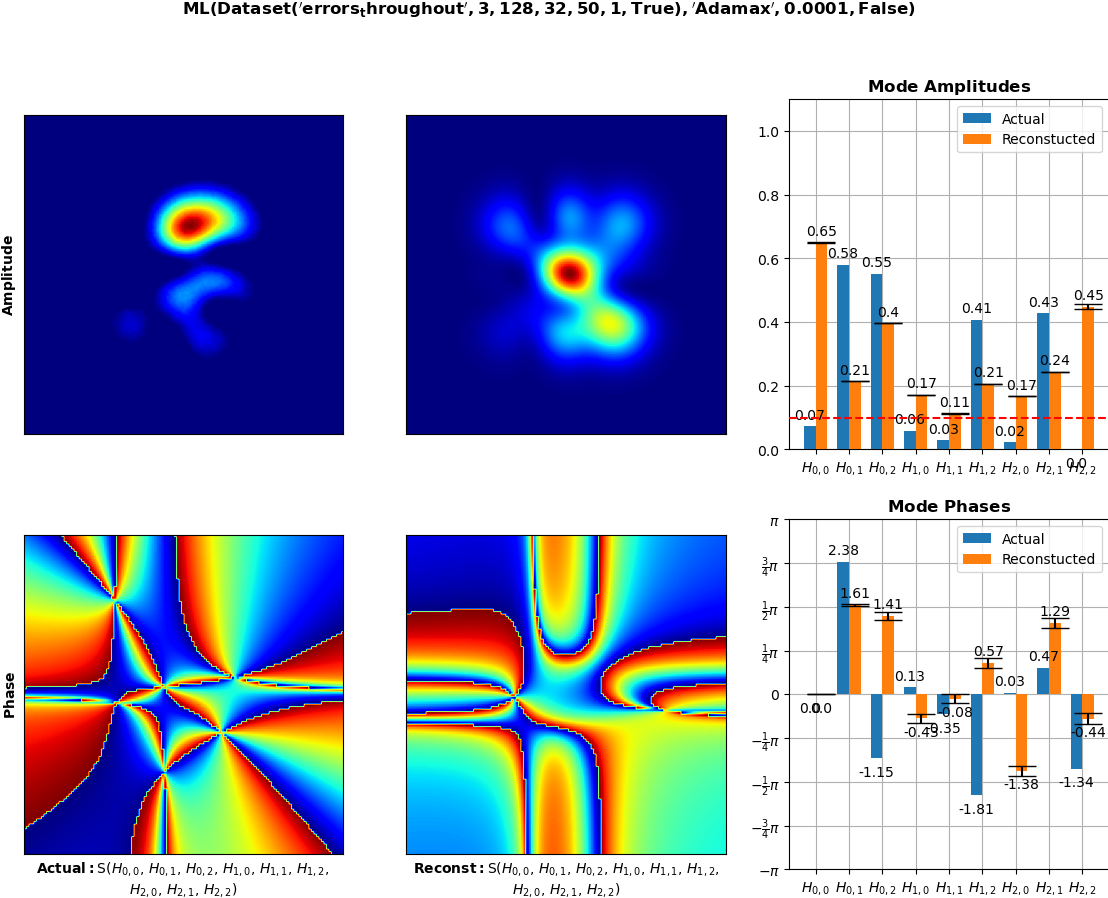 ML(Dataset('errors_throughout', 3, 128, 32, 50, 1, True), 'Adamax', 0.0001, False)
Amplitude
Mode Amplitudes
Actual
Reconstucted
1.0
0.8
0.6
0.4
0.2
0.0
0.07
0.65
0.58
0.21
0.55
0.4
0.06
0.17
0.03
0.11
0.41
0.21
0.02
0.17
0.43
0.24
0.0
0.45
H0,0 H0,1 H0,2 H1,0 H1,1 H1,2 H2,0 H2,1 H2,2
Phase
Actual: S(H0,0, H0,1, H0,2, H1,0, H1,1, H1,2,
H2,0, H2,1, H2,2)
Reconst: S(H0,0, H0,1, H0,2, H1,0, H1,1, H1,2,
H2,0, H2,1, H2,2)
Mode Phases
Actual
Reconstucted
π
3/4π
1/2π
1/4π
0
−1/4π
−1/2π
−3/4π
−π
0.0
0.0
2.38
1.61
-1.15
1.41
0.13
-0.43
-0.35
-0.08
-1.81
0.57
0.03
-1.38
0.47
1.29
-1.34
-0.44
H0,0 H0,1 H0,2 H1,0 H1,1 H1,2 H2,0 H2,1 H2,2